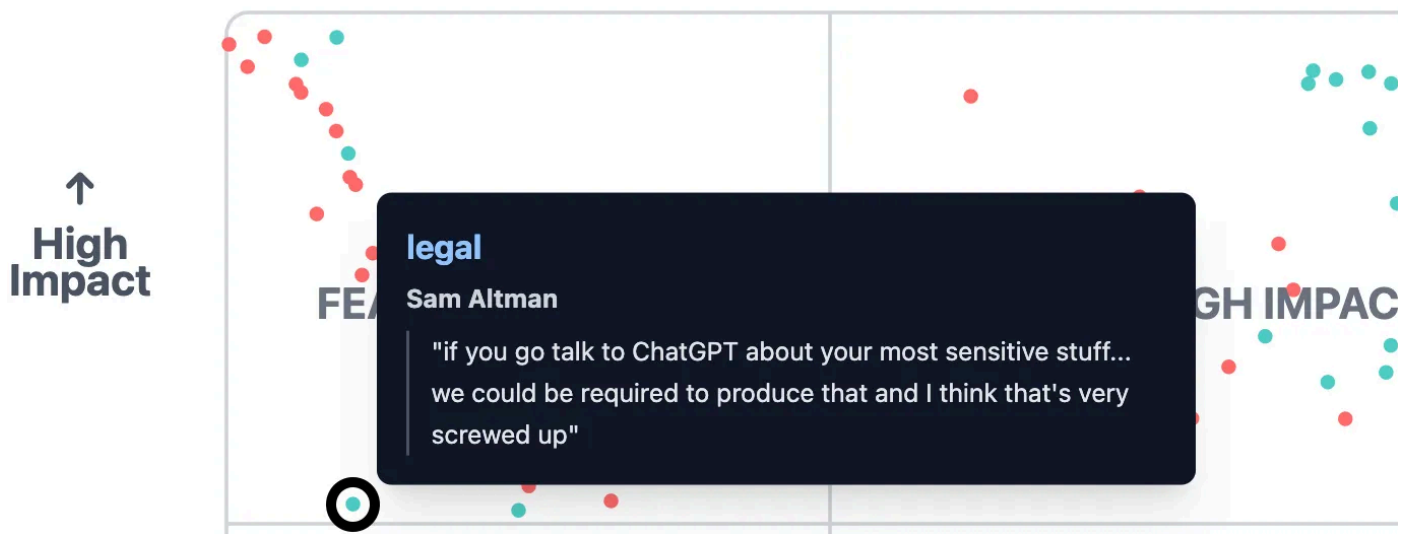 High
Impact
legal
Sam Altman
"if you go talk to ChatGPT about your most sensitive stuff...
we could be required to produce that and I think that's very
screwed up"